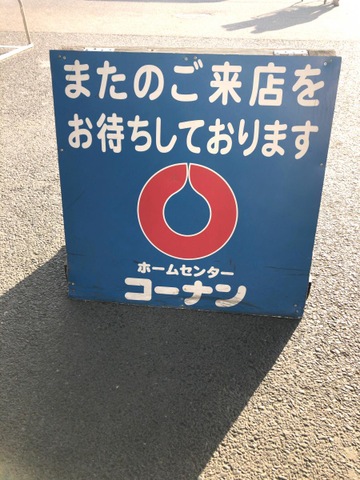 またのご来店を
お待ちしております
ホームセンター
コーナン